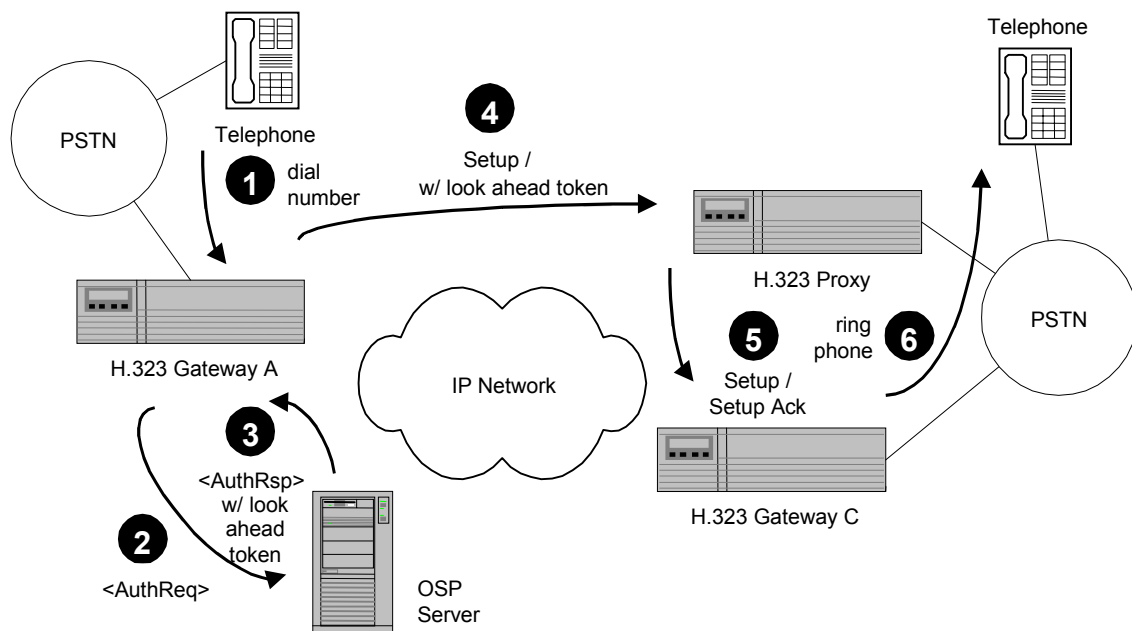 Telephone
PSTN
Telephone
1
dial
number
4
Setup /
w/ look ahead token
H.323 Proxy
PSTN
H.323 Gateway A
IP Network
5
Setup /
Setup Ack
ring
phone
6
3
<AuthRsp>
w/ look
ahead
token
H.323 Gateway C
2
<AuthReq>
OSP
Server